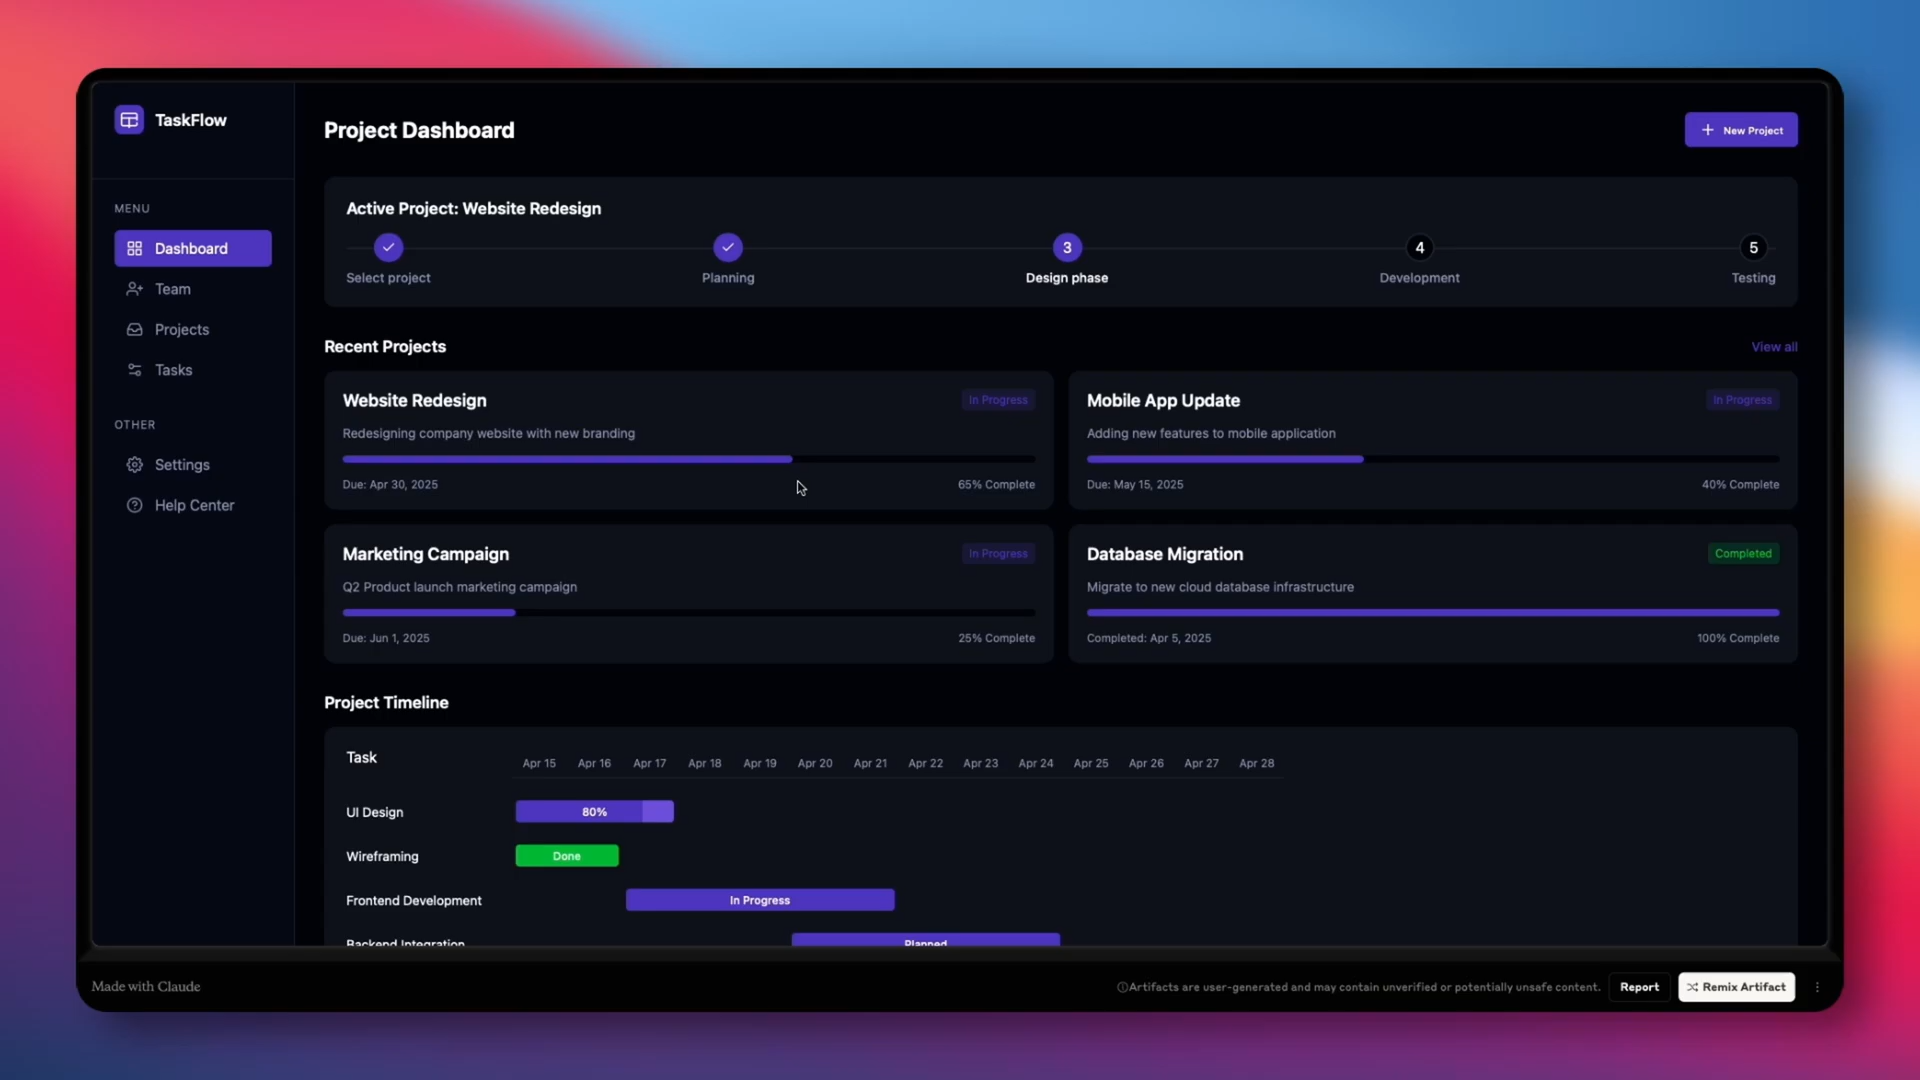 TaskFlow
Project Dashboard
New Project
MENU
Dashboard
Team
Projects
Tasks
OTHER
Settings
Help Center
Active Project: Website Redesign
3
4
5
Select project
Planning
Design phase
Development
Testing
Recent Projects
View all
Website Redesign
In Progress
Redesigning company website with new branding
Due: Apr 30, 2025
65% Complete
Mobile App Update
In Progress
Adding new features to mobile application
Due: May 15, 2025
40% Complete
Marketing Campaign
In Progress
Q2 Product launch marketing campaign
Due: Jun 1, 2025
25% Complete
Database Migration
Completed
Migrate to new cloud database infrastructure
Completed: Apr 5, 2025
100% Complete
Project Timeline
Task
Apr 15 Apr 16 Apr 17 Apr 18 Apr 19 Apr 20 Apr 21 Apr 22 Apr 23 Apr 24 Apr 25 Apr 26 Apr 27 Apr 28
UI Design
80%
Wireframing
Done
Frontend Development
In Progress
Backend Integration
Planned
Made with Claude
Artifacts are user-generated and may contain unverified or potentially unsafe content.
Report
Remix Artifact